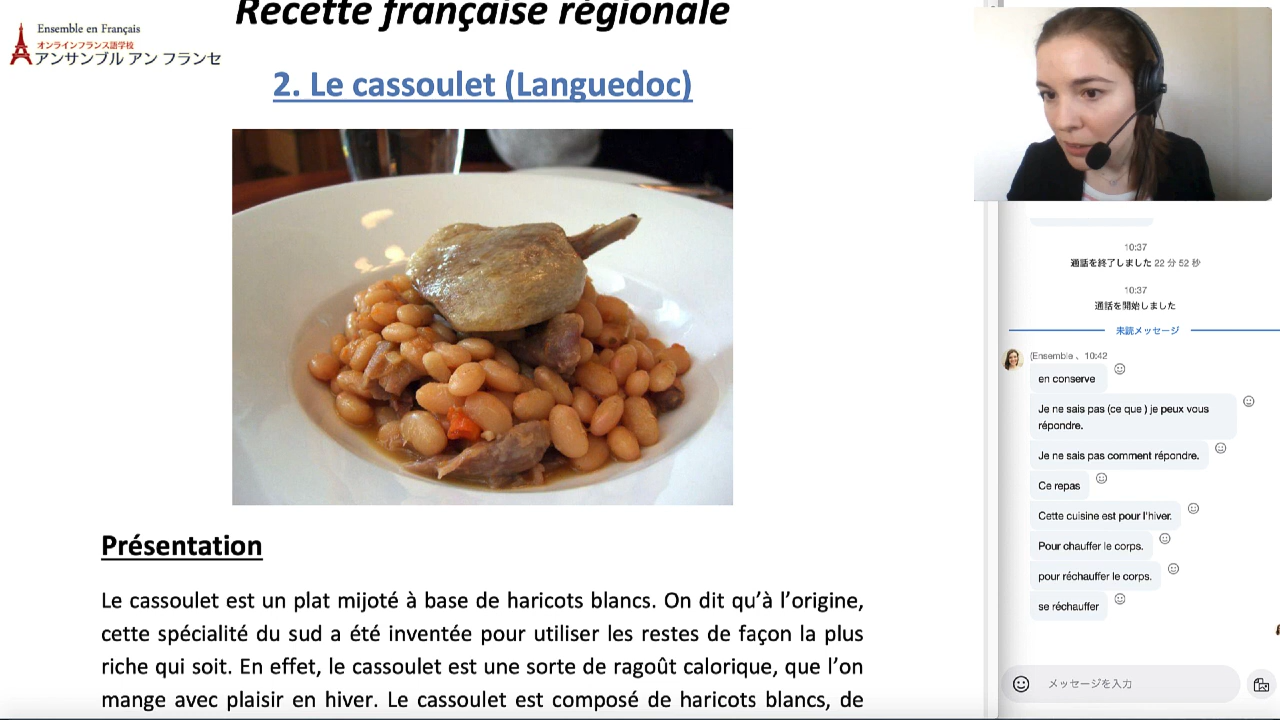 Recette française régionale
Ensemble en Français
オンラインフランス語学校
アンサンブル アン フランセ
2. Le cassoulet (Languedoc)
Présentation
Le cassoulet est un plat mijoté à base de haricots blancs. On dit qu’à l’origine,
cette spécialité du sud a été inventée pour utiliser les restes de façon la plus
riche qui soit. En effet, le cassoulet est une sorte de ragoût calorique, que l’on
mange avec plaisir en hiver. Le cassoulet est composé de haricots blancs, de
10:37
通話を終了しました 22 分 52 秒
10:37
通話を開始しました
未読メッセージ
(Ensemble 、 10:42
en conserve
Je ne sais pas (ce que ) je peux vous
répondre.
Je ne sais pas comment répondre.
Ce repas
Cette cuisine est pour l'hiver.
Pour chauffer le corps.
pour réchauffer le corps.
se réchauffer
メッセージを入力